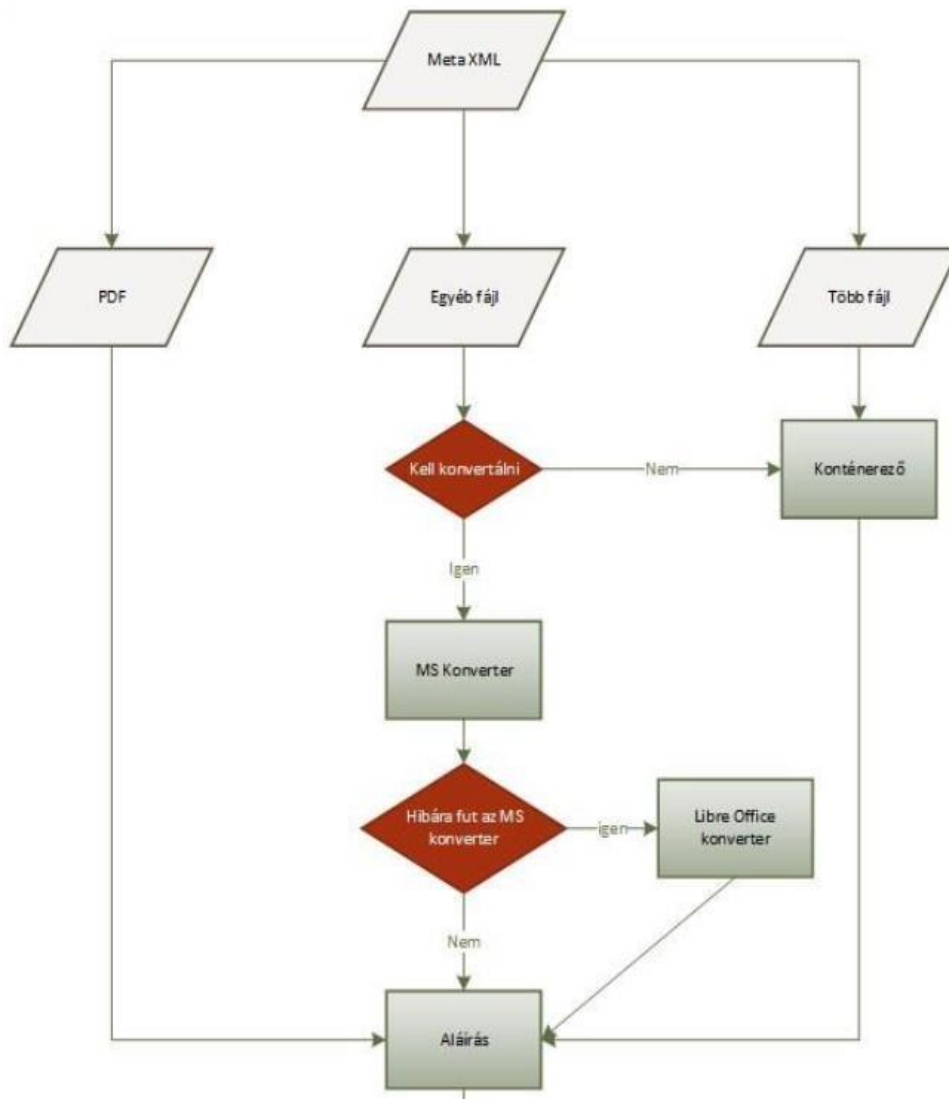 Meta XML
PDF
Egyéb fájl
Több fájl
Kell konvertálni
Nem
Konténerező
Igen
MS Konverter
Hibára fut az MS
konverter
igen
Libre Office
konverter
Nem
Aláírás